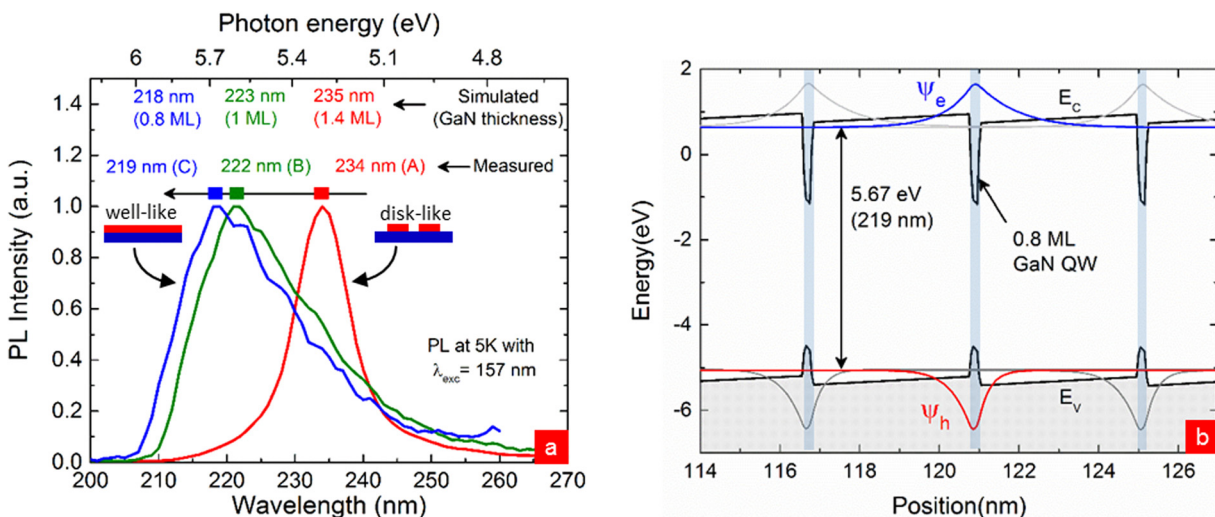 Photon energy (eV)
6 5.7 5.4 5.1 4.8
218 nm 223 nm 235 nm Simulated
(0.8 ML) (1 ML) (1.4 ML) (GaN thickness)
219 nm (C) 222 nm (B) 234 nm (A) Measured
well-like disk-like
PL at 5K with
λexc= 157 nm
1.4
1.2
1.0
0.8
0.6
0.4
0.2
0.0
PL Intensity (a.u.)
200 210 220 230 240 250 260 270
Wavelength (nm)
a
2
0
-2
-4
-6
Energy(eV)
Ψe Ec
5.67 eV
(219 nm)
0.8 ML
GaN QW
Ψh Ev
b
114 116 118 120 122 124 126
Position(nm)